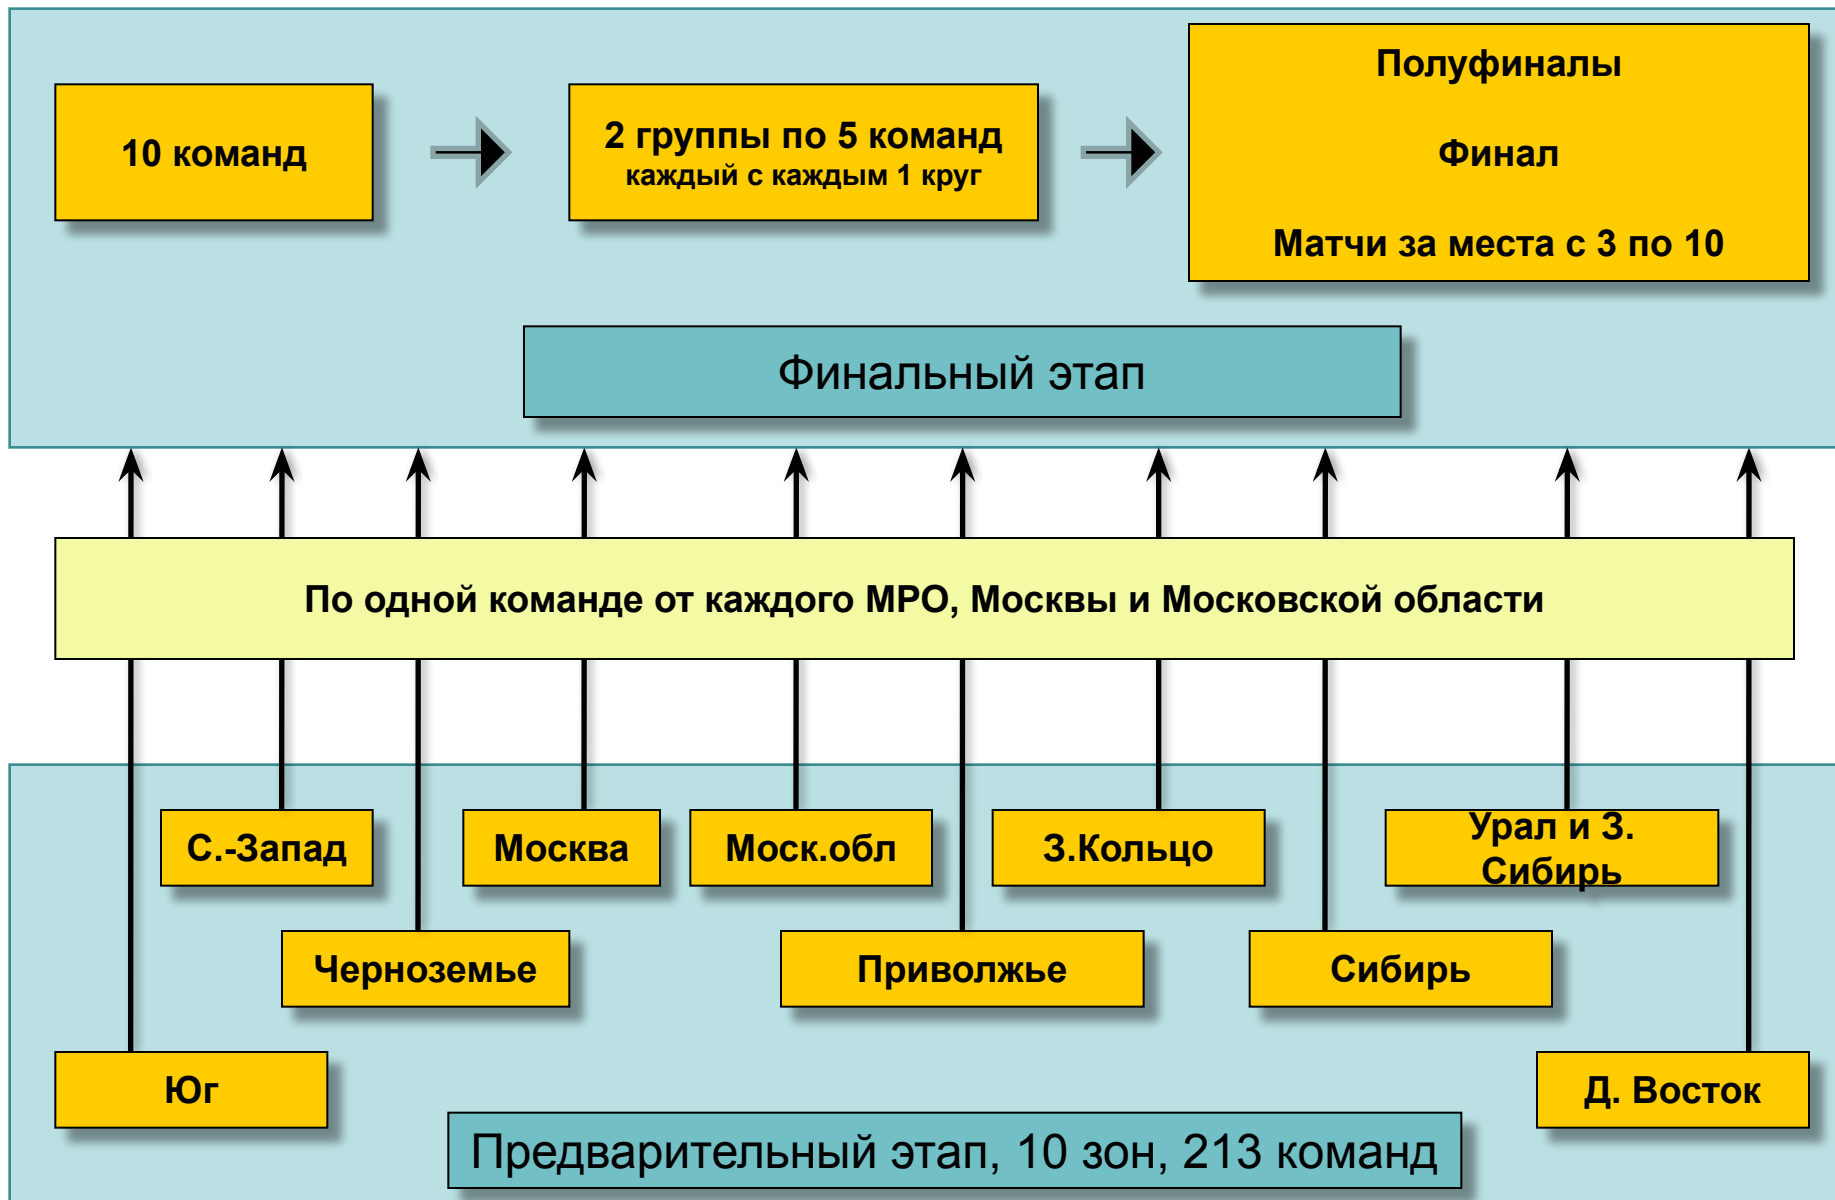 Полуфиналы
Финал
Матчи за места с 3 по 10
10 команд
2 группы по 5 команд
каждый с каждым 1 круг
Финальный этап
По одной команде от каждого МРО, Москвы и Московской области
С.-Запад
Москва
Моск.обл
З.Кольцо
Урал и З.
Сибирь
Черноземье
Приволжье
Сибирь
Юг
Д. Восток
Предварительный этап, 10 зон, 213 команд